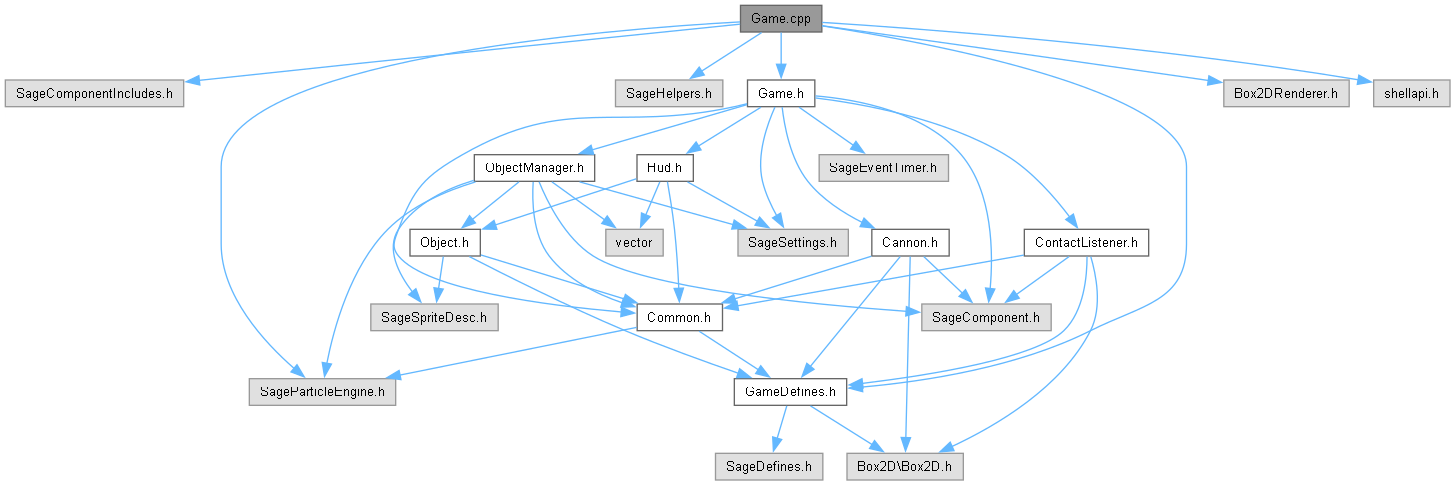 Game.cpp
SageComponentIncludes.h
SageHelpers.h
Game.h
Box2DRenderer.h
shellapi.h
ObjectManager.h
Hud.h
SageEventTimer.h
Object.h
vector
SageSettings.h
Cannon.h
ContactListener.h
SageSpriteDesc.h
Common.h
SageComponent.h
SageParticleEngine.h
GameDefines.h
SageDefines.h
Box2D\Box2D.h